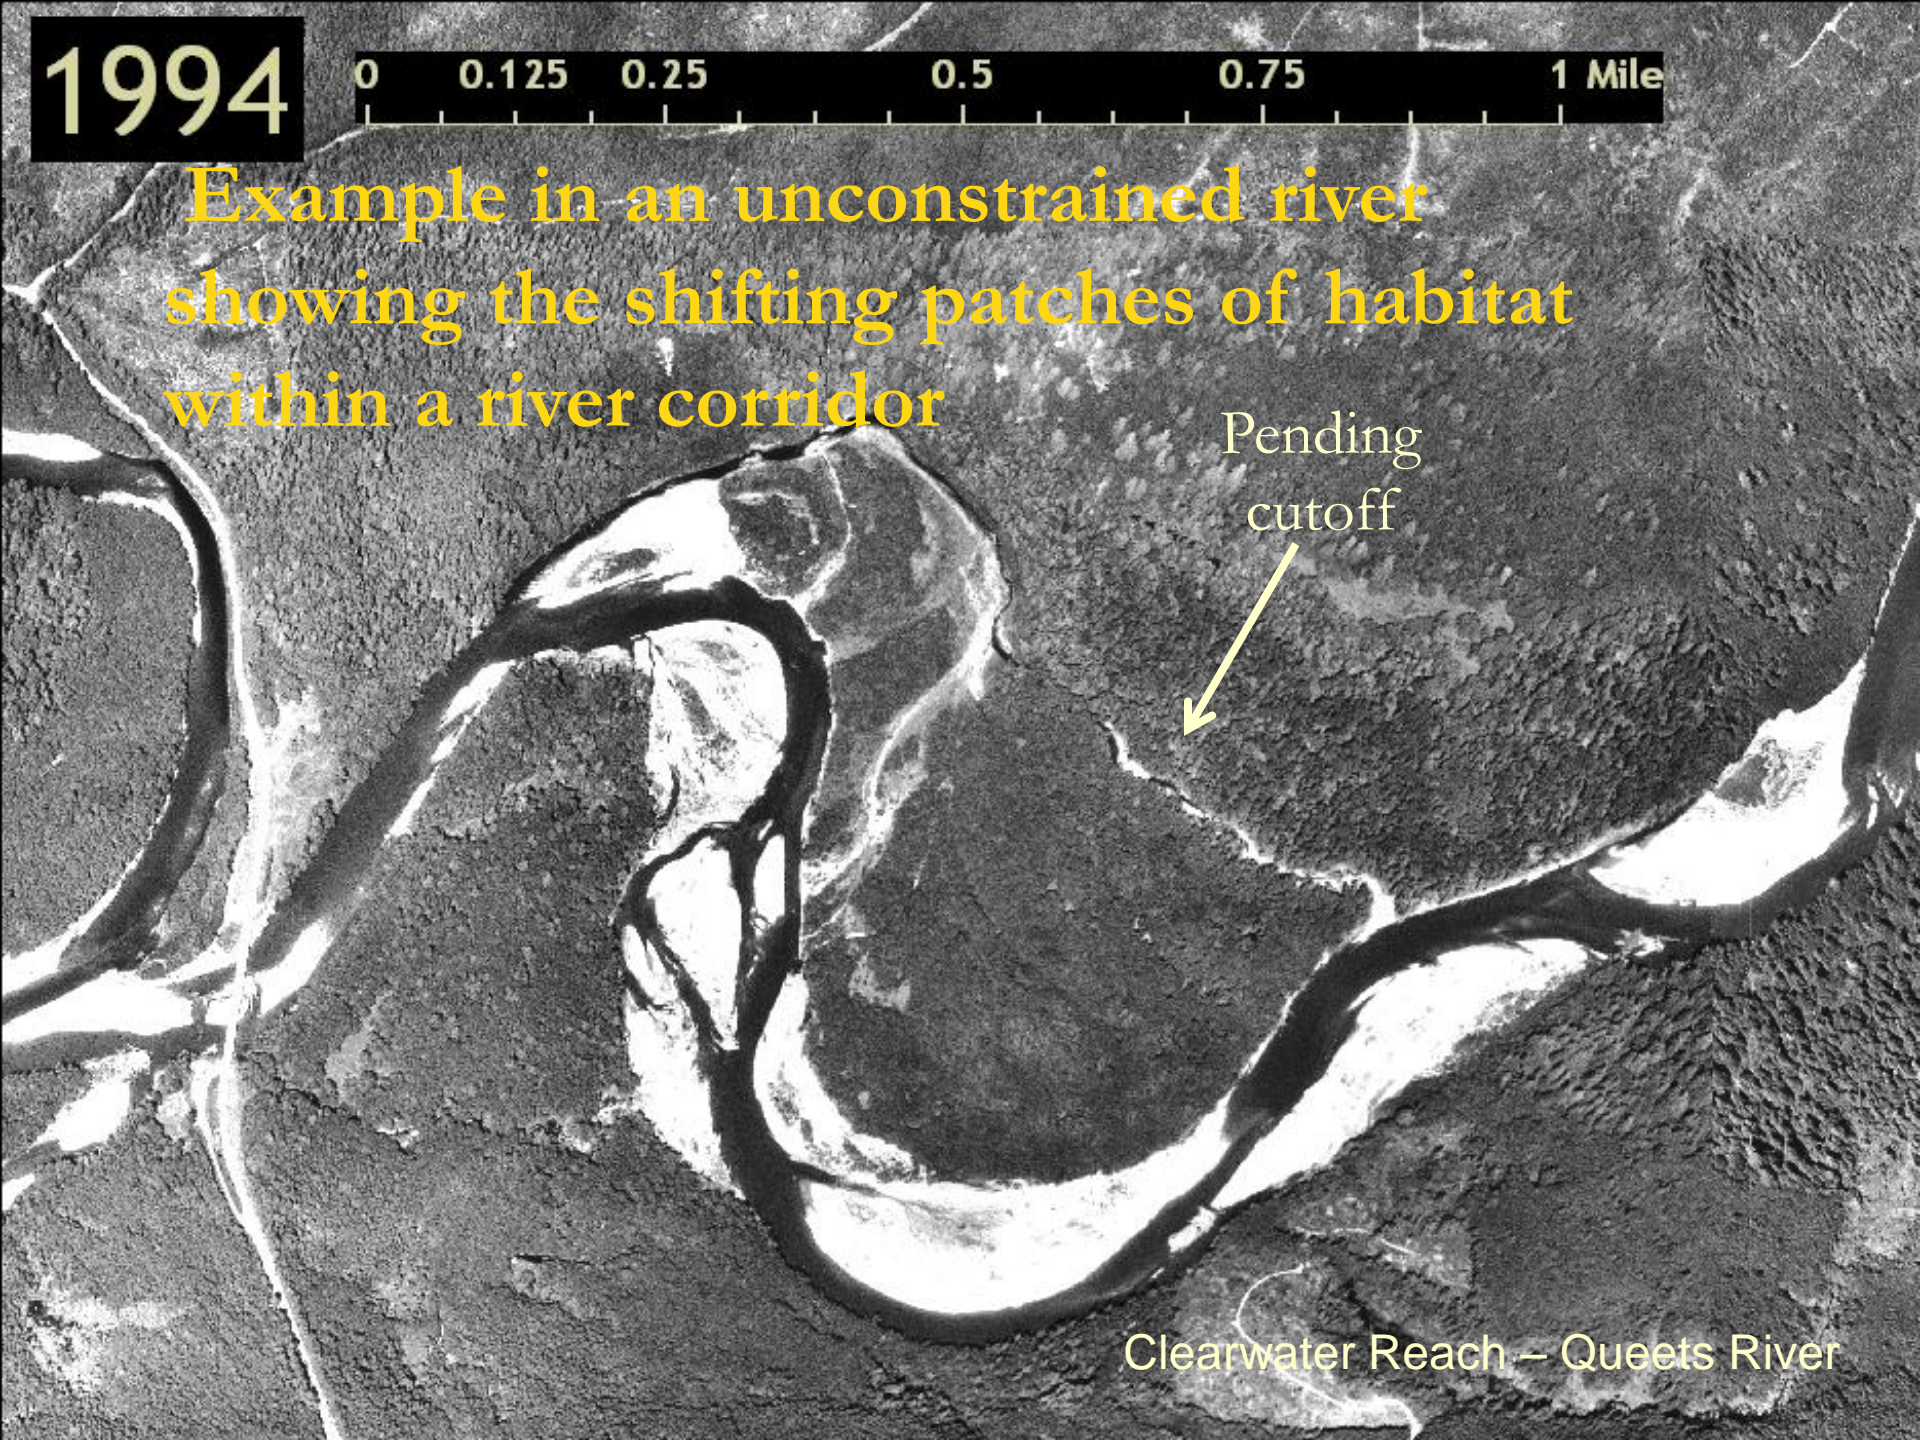 1994
0 0.125 0.25 0.5 0.75 1 Mile
Example in an unconstrained river
showing the shifting patches of habitat
within a river corridor
Pending
cutoff
Clearwater Reach – Queets River